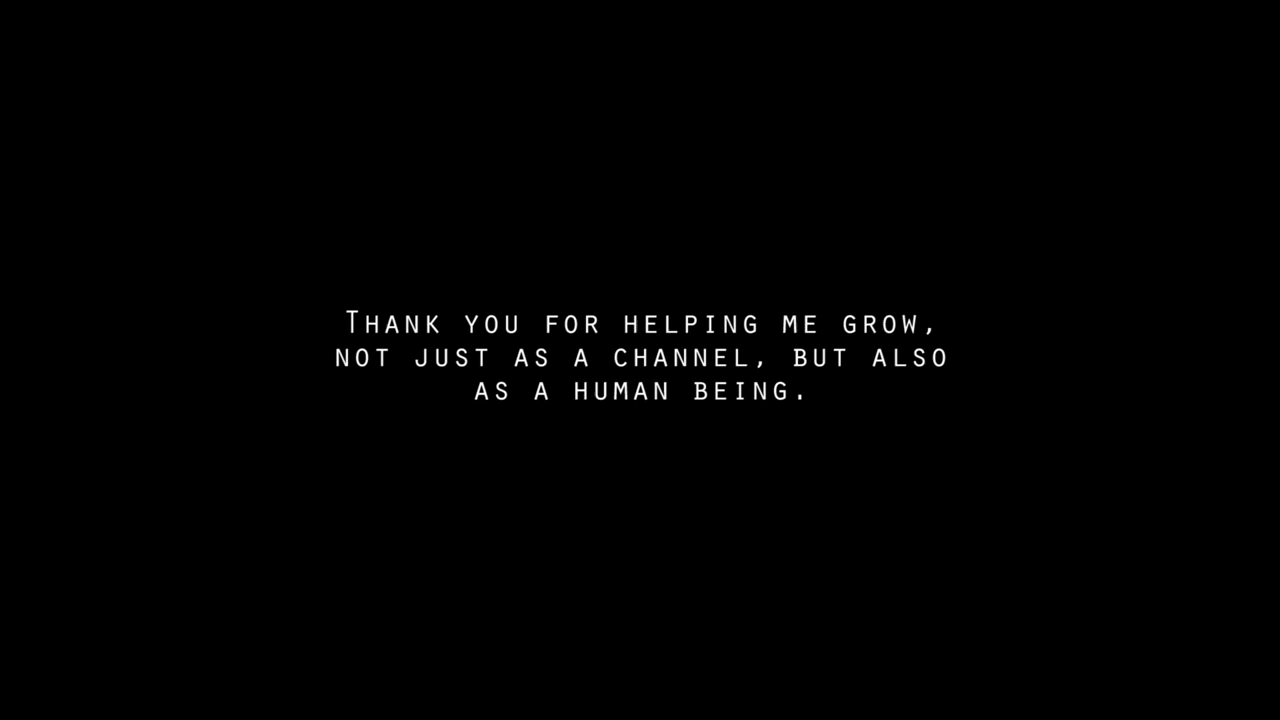 Thank you for helping me grow,
not just as a channel, but also
as a human being.